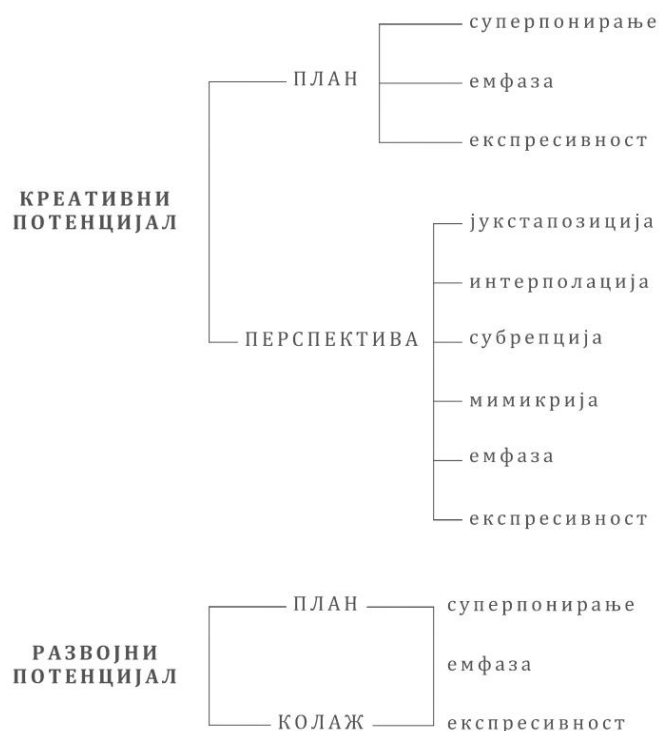 суперпонирање
ПЛАН
емфаза
експресивност
КРЕАТИВНИ
ПОТЕНЦИЈАЛ
јукстапозиција
интерполација
ПЕРСПЕКТИВА
субрепција
мимикрија
емфаза
експресивност
ПЛАН
суперпонирање
РАЗВОЈНИ
ПОТЕНЦИЈАЛ
емфаза
КОЛАЖ
експресивност